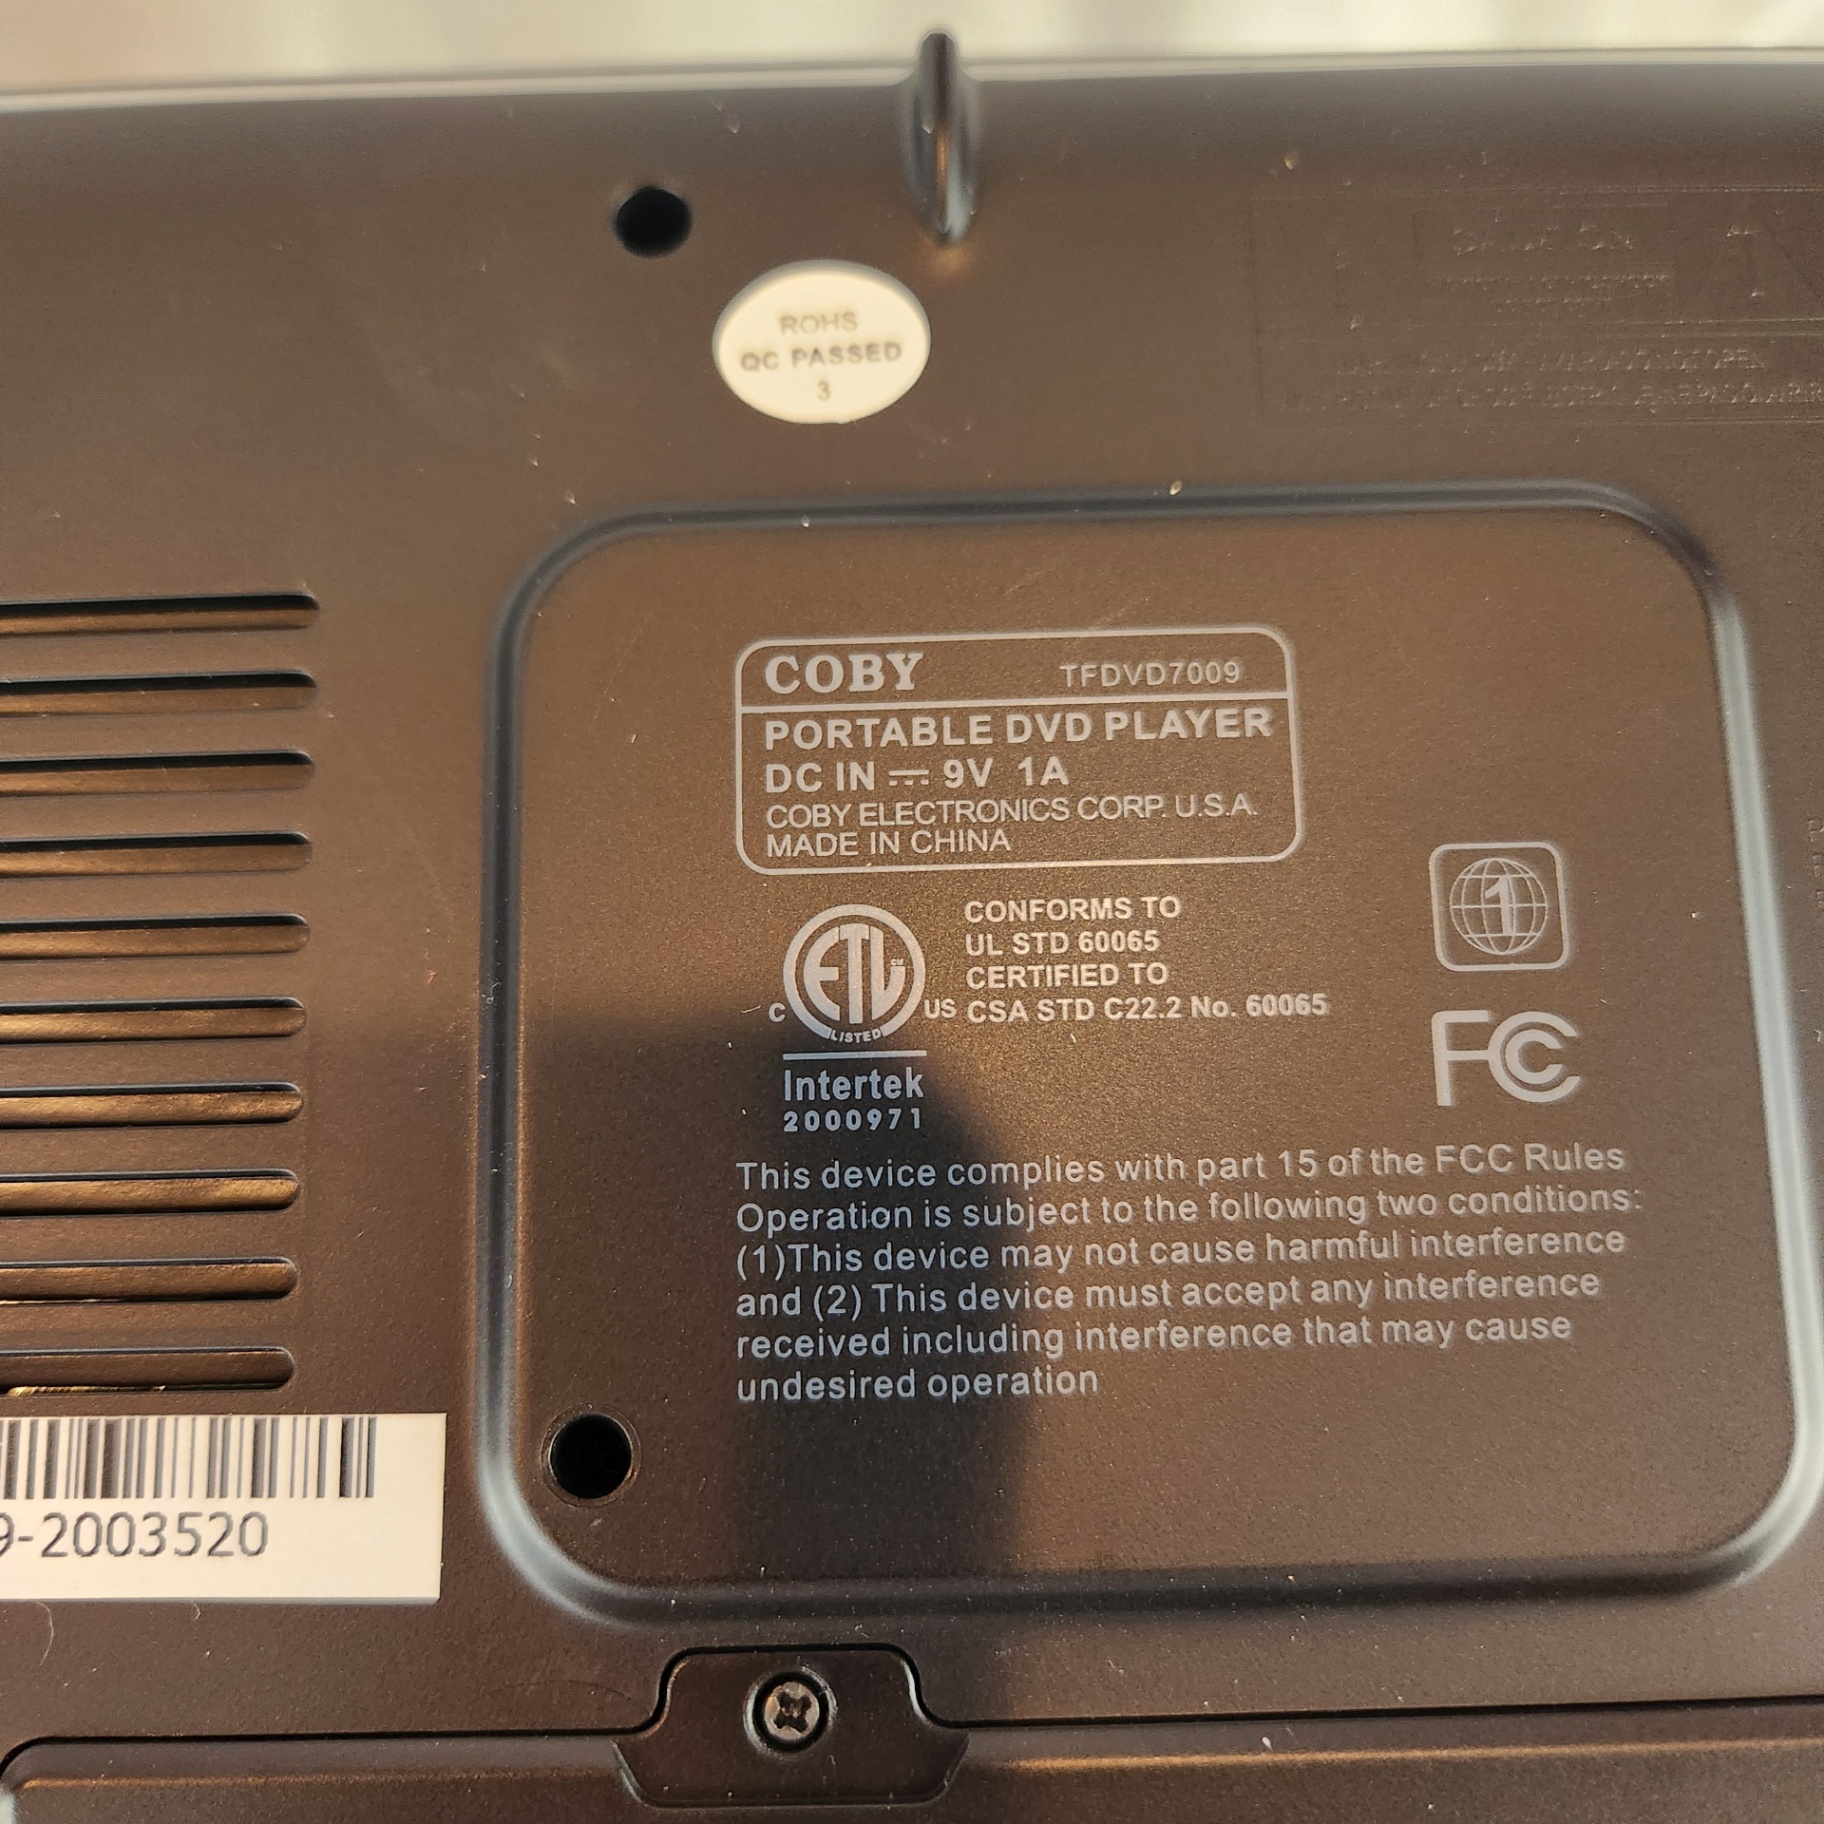 ROHS
QC PASSED
3
COBY TFDVD7009
PORTABLE DVD PLAYER
DC IN ⎓ 9V 1A
COBY ELECTRONICS CORP. U.S.A.
MADE IN CHINA
1
ETL CM
LISTED
C US
CONFORMS TO
UL STD 60065
CERTIFIED TO
CSA STD C22.2 No. 60065
Intertek
2000971
FCC
This device complies with part 15 of the FCC Rules
Operation is subject to the following two conditions:
(1)This device may not cause harmful interference
and (2) This device must accept any interference
received including interference that may cause
undesired operation
9-2003520